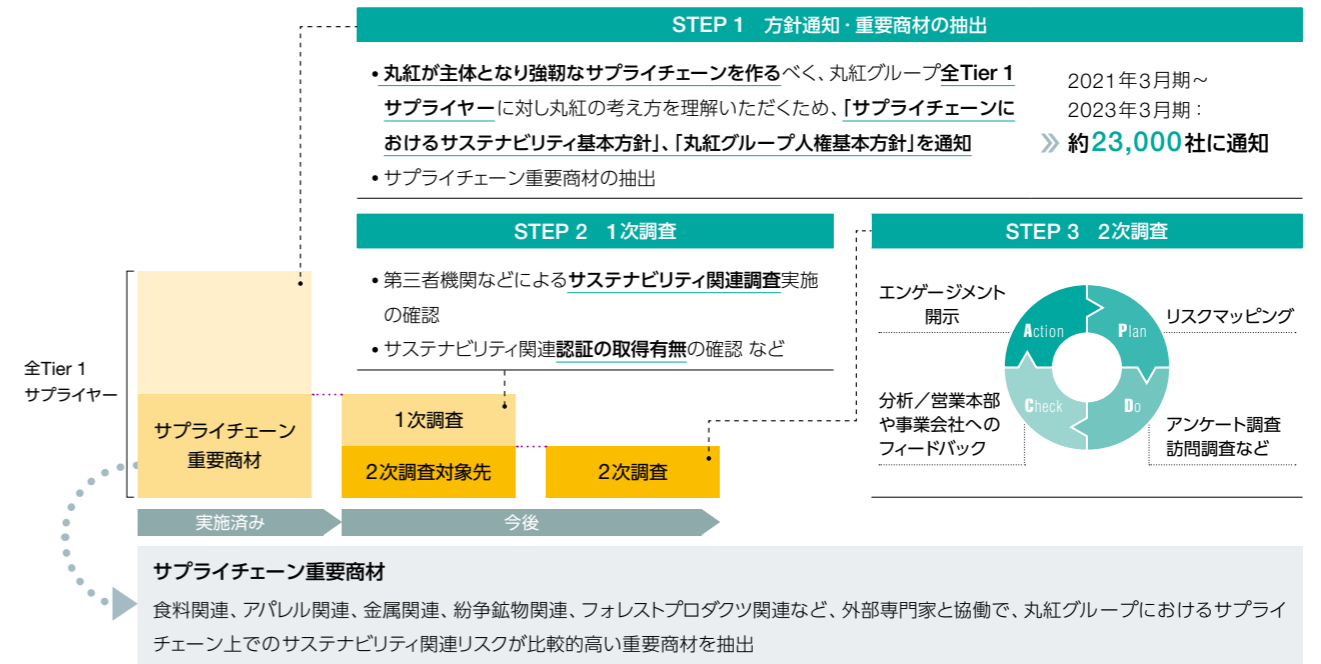 STEP 1 方針通知・重要商材の抽出
•丸紅が主体となり強靭なサプライチェーンを作るべく、丸紅グループ全Tier 1
サプライヤーに対し丸紅の考え方を理解いただくため、「サプライチェーンに
おけるサステナビリティ基本方針」、「丸紅グループ人権基本方針」を通知
•サプライチェーン重要商材の抽出
2021年3月期～
2023年3月期：
約23,000社に通知
STEP 2 1次調査
•第三者機関などによるサステナビリティ関連調査実施
の確認
•サステナビリティ関連認証の取得有無の確認 など
STEP 3 2次調査
エンゲージメント
開示
Action
Plan
リスクマッピング
分析／営業本部
や事業会社への
フィードバック
Check
Do
アンケート調査
訪問調査など
全Tier 1
サプライヤー
サプライチェーン
重要商材
1次調査
2次調査対象先
2次調査
実施済み
今後
サプライチェーン重要商材
食料関連、アパレル関連、金属関連、紛争鉱物関連、フォレストプロダクツ関連など、外部専門家と協働で、丸紅グループにおけるサプライ
チェーン上でのサステナビリティ関連リスクが比較的高い重要商材を抽出